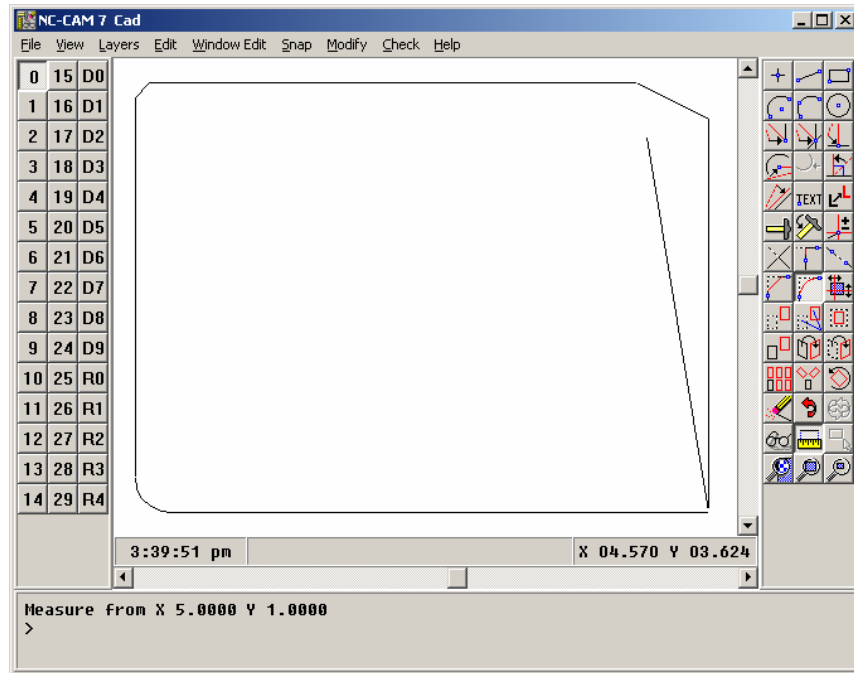 NC-CAM 7 Cad
File View Layers Edit Window Edit Snap Modify Check Help
0 15 D0
1 16 D1
2 17 D2
3 18 D3
4 19 D4
5 20 D5
6 21 D6
7 22 D7
8 23 D8
9 24 D9
10 25 R0
11 26 R1
12 27 R2
13 28 R3
14 29 R4
TEXT
3:39:51 pm
X 04.570 Y 03.624
Measure from X 5.0000 Y 1.0000
>